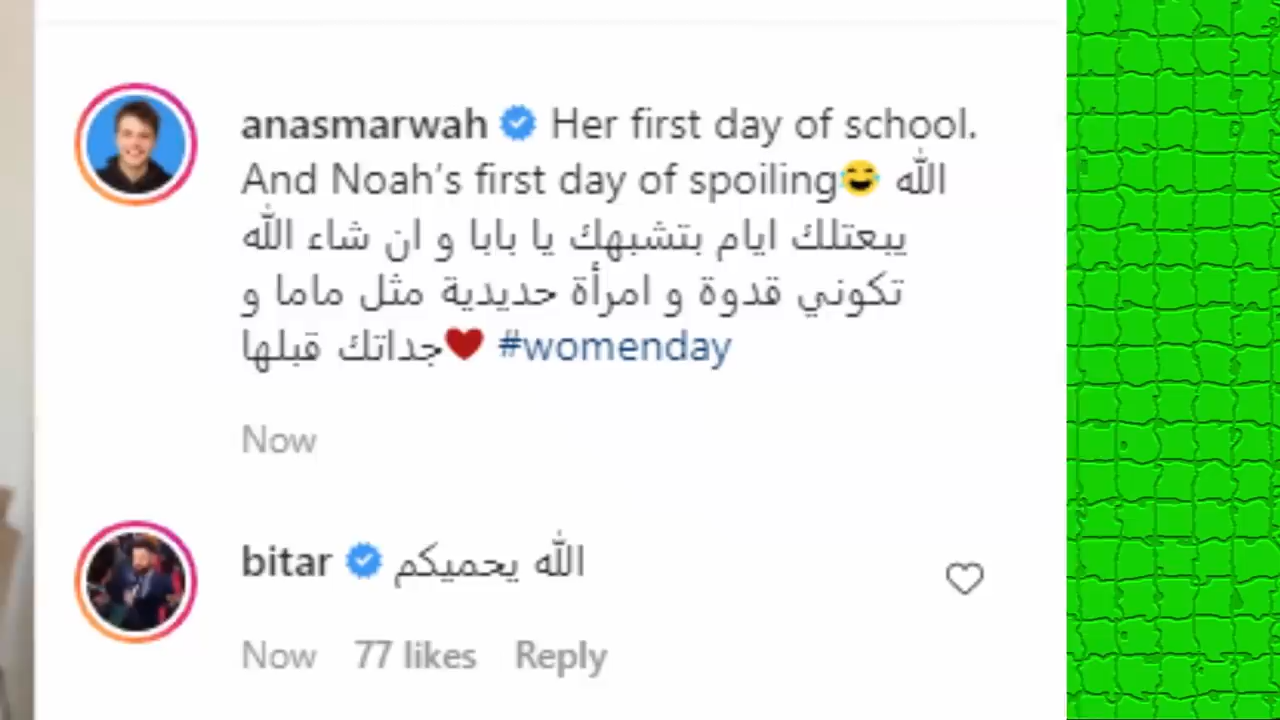 anasmarwah Her first day of school.
And Noah's first day of spoiling😂 الله
يبعتلك ايام بتشبهك يا بابا و ان شاء الله
تكوني قدوة و امرأة حديدية مثل ماما و
جداتك قبلها❤️ #womenday
Now
bitar الله يحميكم
Now 77 likes Reply